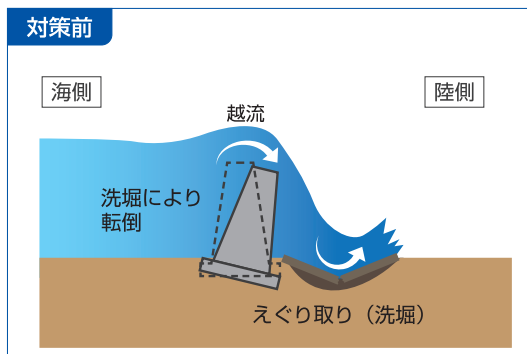 対策前
海側
陸側
越流
洗堀により
転倒
えぐり取り（洗堀）